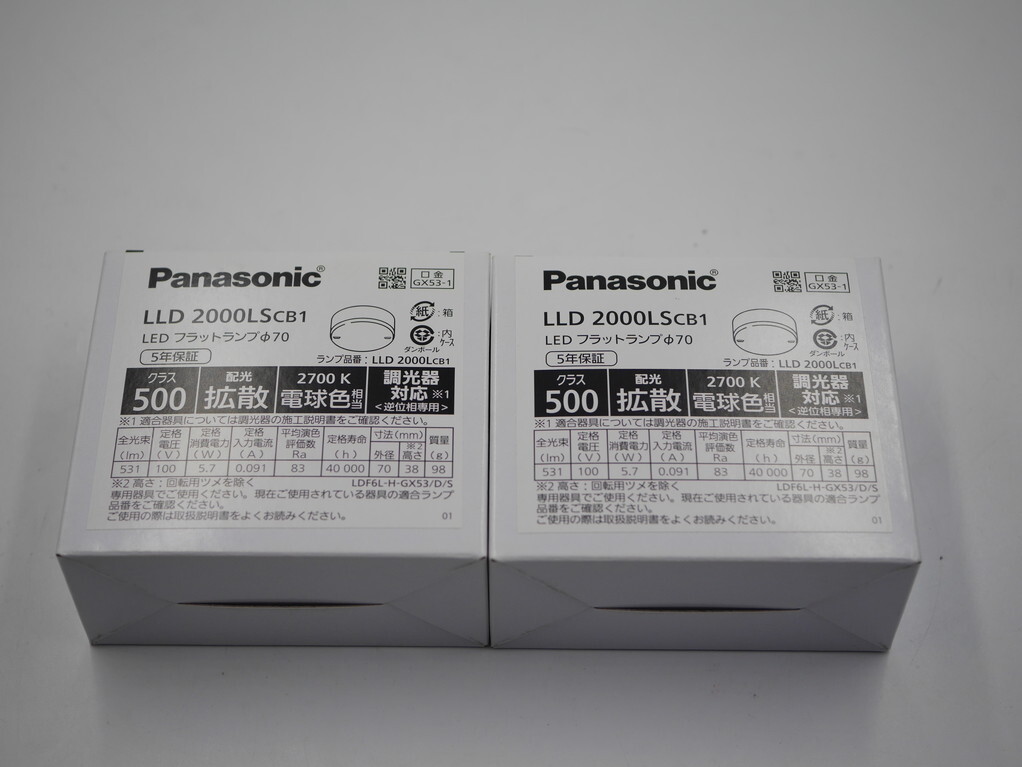 Panasonic®
口金
GX53-1
LLD 2000LSCB1
紙 : 箱
LED フラットランプφ70
ダンボール : 内ケース
5年保証
ランプ品番 : LLD 2000LCB1
クラス 500
配光 拡散
2700 K 電球色相当
調光器対応※1 <逆位相専用>
※1 適合器具については調光器の施工説明書をご確認ください。
全光束(lm) 定格電圧(V) 定格消費電力(W) 定格入力電流(A) 平均演色評価数Ra 定格寿命(h) 寸法(mm) 外径 ※2高さ 質量(g)
531 100 5.7 0.091 83 40 000 70 38 98
※2 高さ : 回転用ツメを除く
LDF6L-H-GX53/D/S
専用器具でご使用ください。現在ご使用されている器具の適合ランプ
品番をご確認ください。
ご使用の際は取扱説明書をよくお読みください。
01
Panasonic®
口金
GX53-1
LLD 2000LSCB1
紙 : 箱
LED フラットランプφ70
ダンボール : 内ケース
5年保証
ランプ品番 : LLD 2000LCB1
クラス 500
配光 拡散
2700 K 電球色相当
調光器対応※1 <逆位相専用>
※1 適合器具については調光器の施工説明書をご確認ください。
全光束(lm) 定格電圧(V) 定格消費電力(W) 定格入力電流(A) 平均演色評価数Ra 定格寿命(h) 寸法(mm) 外径 ※2高さ 質量(g)
531 100 5.7 0.091 83 40 000 70 38 98
※2 高さ : 回転用ツメを除く
LDF6L-H-GX53/D/S
専用器具でご使用ください。現在ご使用されている器具の適合ランプ
品番をご確認ください。
ご使用の際は取扱説明書をよくお読みください。
01